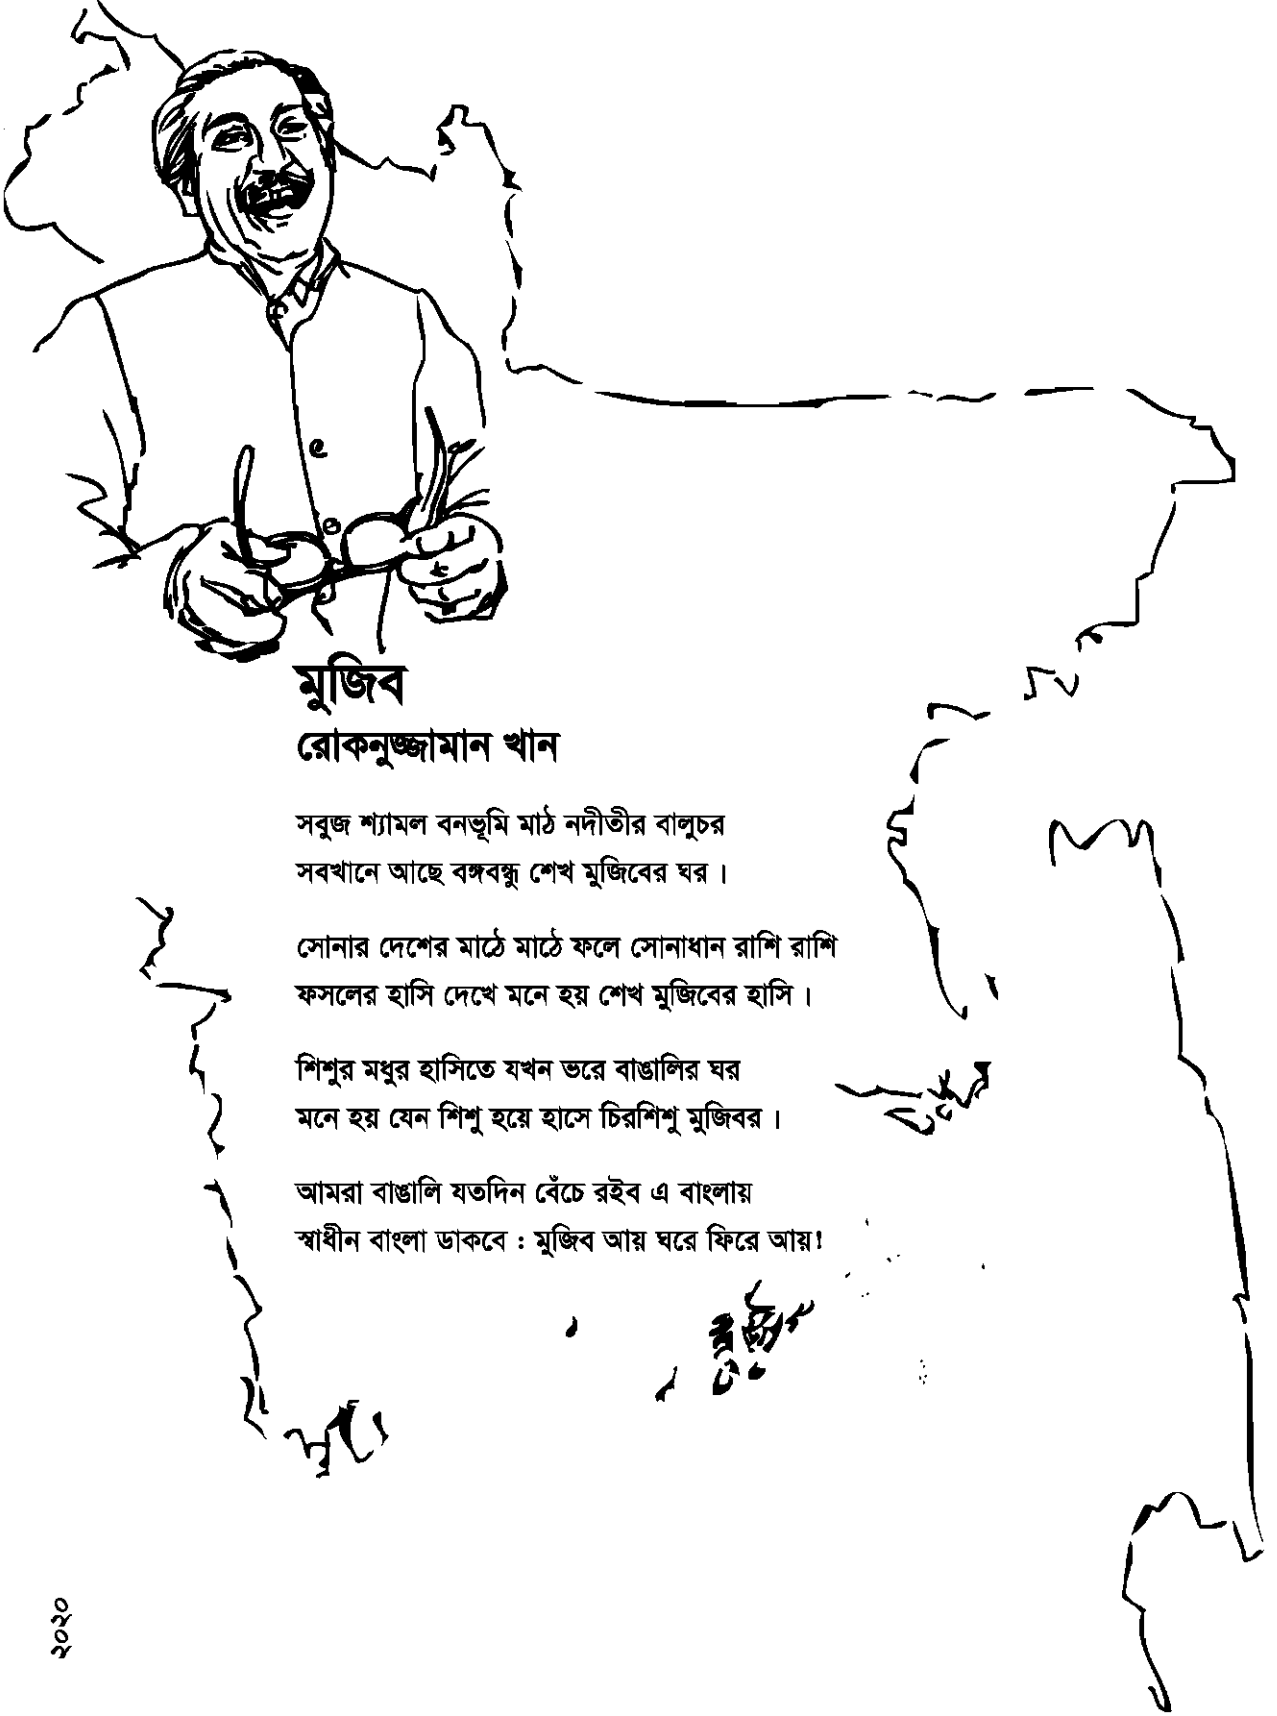 মুজিব
রোকনুজ্জামান খান
সবুজ শ্যামল বনভূমি মাঠ নদীতীর বালুচর
সবখানে আছে বঙ্গবন্ধু শেখ মুজিবের ঘর।
সোনার দেশের মাঠে মাঠে ফলে সোনাধান রাশি রাশি
ফসলের হাসি দেখে মনে হয় শেখ মুজিবের হাসি।
শিশুর মধুর হাসিতে যখন ভরে বাঙালির ঘর
মনে হয় যেন শিশু হয়ে হাসে চিরশিশু মুজিবর।
আমরা বাঙালি যতদিন বেঁচে রইব এ বাংলায়
স্বাধীন বাংলা ডাকবে : মুজিব আয় ঘরে ফিরে আয়!
২০২০